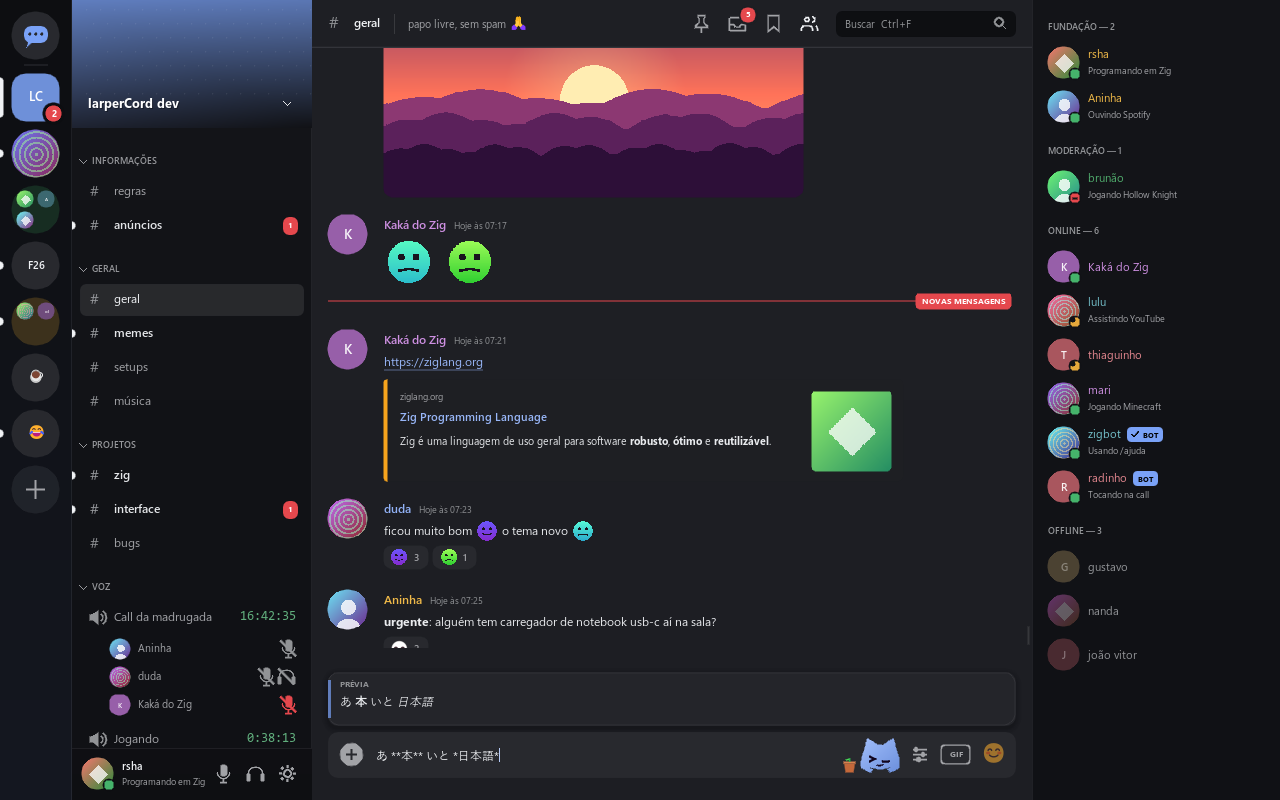 LC
2
F26
larperCord dev
INFORMAÇÕES
# regras
# anúncios 1
GERAL
# geral
# memes
# setups
# música
PROJETOS
# zig
# interface 1
# bugs
VOZ
Call da madrugada 16:42:35
Aninha
duda
K Kaká do Zig
Jogando 0:38:13
rsha
Programando em Zig
# geral papo livre, sem spam 🙏
5
Buscar Ctrl+F
K
Kaká do Zig Hoje às 07:17
NOVAS MENSAGENS
K
Kaká do Zig Hoje às 07:21
https://ziglang.org
ziglang.org
Zig Programming Language
Zig é uma linguagem de uso geral para software robusto, ótimo e reutilizável.
duda Hoje às 07:23
ficou muito bom o tema novo
3 1
Aninha Hoje às 07:25
urgente: alguém tem carregador de notebook usb-c aí na sala?
PRÉVIA
あ 本 いと 日本語
あ **本** いと *日本語*
GIF
FUNDAÇÃO — 2
rsha
Programando em Zig
Aninha
Ouvindo Spotify
MODERAÇÃO — 1
brunão
Jogando Hollow Knight
ONLINE — 6
K Kaká do Zig
lulu
Assistindo YouTube
T thiaguinho
mari
Jogando Minecraft
zigbot ✓ BOT
Usando /ajuda
R radinho BOT
Tocando na call
OFFLINE — 3
G gustavo
nanda
J joão vitor